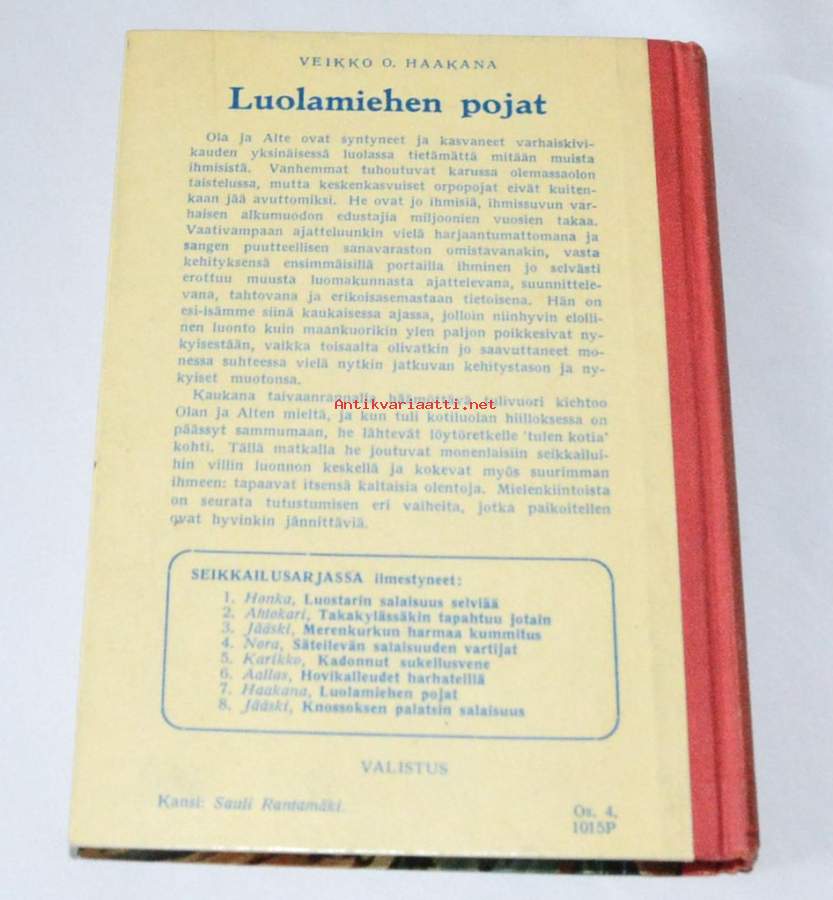 VEIKKO O. HAAKANA
Luolamiehen pojat
Ola ja Alte ovat syntyneet ja kasvaneet varhaiskivi-
kauden yksinäisessä luolassa tietämättä mitään muista
ihmisistä. Vanhemmat tuhoutuvat karussa olemassaolon
taistelussa, mutta keskenkasvuiset orpopojat eivät kuiten-
kaan jää avuttomiksi. He ovat jo ihmisiä, ihmissuvun var-
haisen alkumuodon edustajia miljoonien vuosien takaa.
Vaativampaan ajatteluunkin vielä harjaantumattomana ja
sangen puutteellisen sanavaraston omistavanakin, vasta
kehityksensä ensimmäisillä portailla ihminen jo selvästi
erottuu muusta luomakunnasta ajattelevana, suunnittele-
vana, tahtovana ja erikoisasemastaan tietoisena. Hän on
esi-isämme siinä kaukaisessa ajassa, jolloin niinhyvin elolli-
nen luonto kuin maankuorikin ylen paljon poikkesivat ny-
kyisestään, vaikka toisaalta olivatkin jo saavuttaneet mo-
nessa suhteessa vielä nytkin jatkuvan kehitystason ja ny-
kyiset muotonsa.
Kaukana taivaanrannalla häämöttävä tulivuori kiehtoo
Antikvariaatti.net
Olan ja Alten mieltä, ja kun tuli kotiluolan hiilloksessa on
päässyt sammumaan, he lähtevät löytöretkelle 'tulen kotia'
kohti. Tällä matkalla he joutuvat monenlaisiin seikkailui-
hin villin luonnon keskellä ja kokevat myös suurimman
ihmeen: tapaavat itsensä kaltaisia olentoja. Mielenkiintoista
on seurata tutustumisen eri vaiheita, jotka paikoitellen
ovat hyvinkin jännittäviä.
SEIKKAILUSARJASSA ilmestyneet:
1. Honka, Luostarin salaisuus selviää
2. Ahtokari, Takakylässäkin tapahtuu jotain
3. Jääski, Merenkurkun harmaa kummitus
4. Nora, Säteilevän salaisuuden vartijat
5. Karikko, Kadonnut sukellusvene
6. Aallas, Hovikalleudet harhateillä
7. Haakana, Luolamiehen pojat
8. Jääski, Knossoksen palatsin salaisuus
VALISTUS
Kansi: Sauli Rantamäki.
Os. 4.
1015P